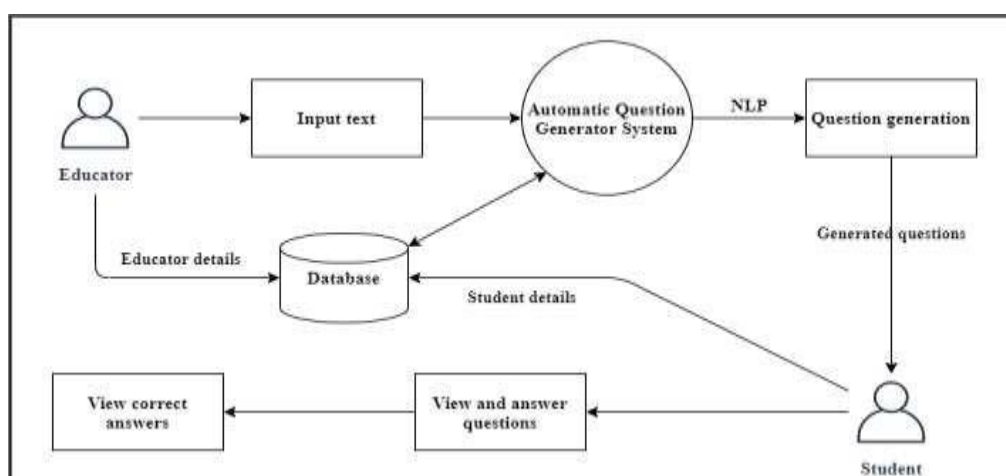 Input text
Automatic Question
Generator System
NLP
Question generation
Educator
Generated questions
Educator details
Database
Student details
View correct
answers
View and answer
questions
Student